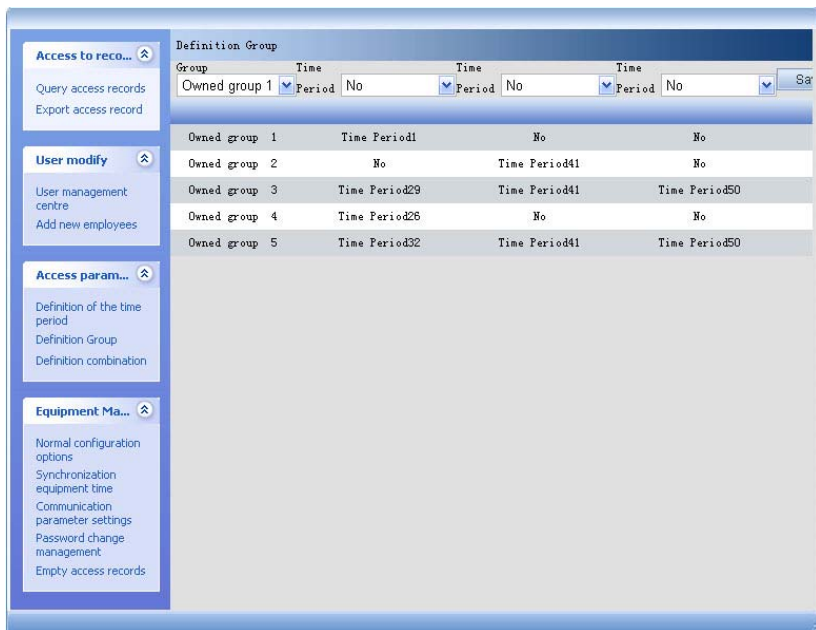 Access to reco...
Query access records
Export access record
User modify
User management
centre
Add new employees
Access param...
Definition of the time
period
Definition Group
Definition combination
Equipment Ma...
Normal configuration
options
Synchronization
equipment time
Communication
parameter settings
Password change
management
Empty access records
Definition Group
Group Time Time Time
Owned group 1 Period No Period No Period No Sa
Owned group 1 Time Period1 No No
Owned group 2 No Time Period41 No
Owned group 3 Time Period29 Time Period41 Time Period50
Owned group 4 Time Period26 No No
Owned group 5 Time Period32 Time Period41 Time Period50